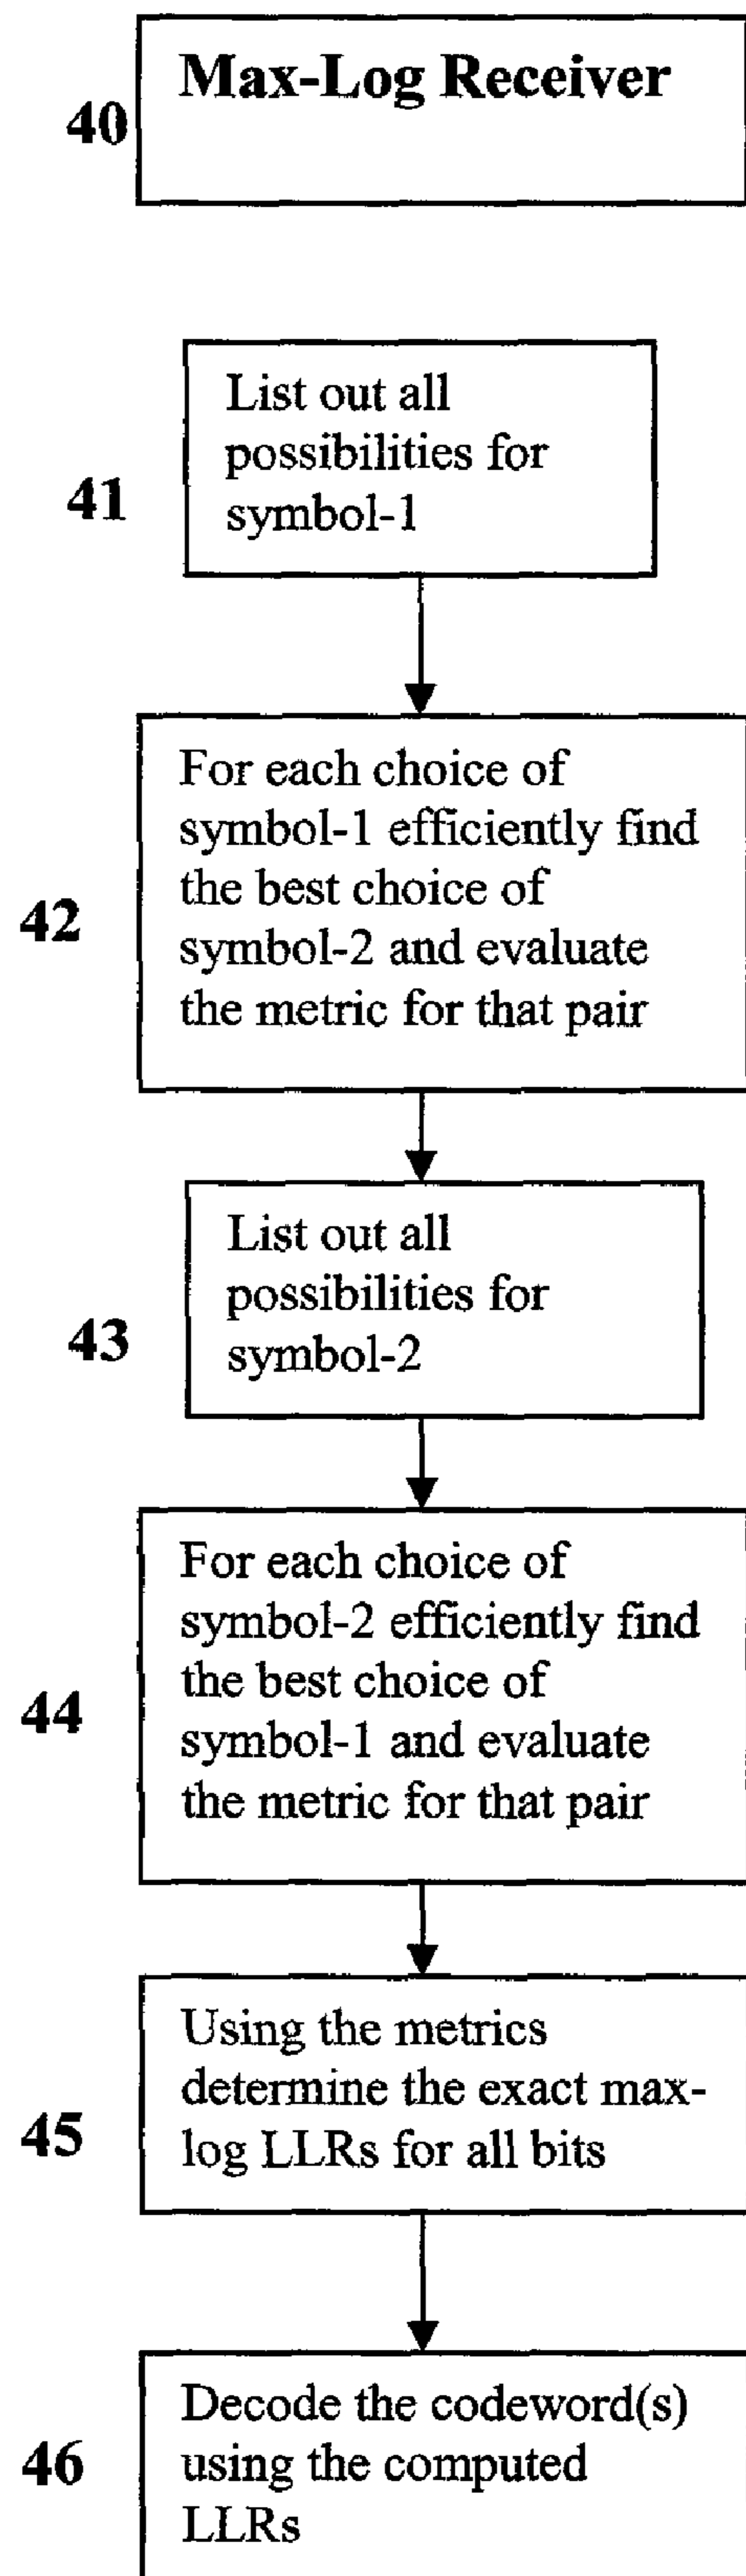 Max-Log Receiver
40
List out all
possibilities for
symbol-1
41
For each choice of
symbol-1 efficiently find
the best choice of
symbol-2 and evaluate
the metric for that pair
42
List out all
possibilities for
symbol-2
43
For each choice of
symbol-2 efficiently find
the best choice of
symbol-1 and evaluate
the metric for that pair
44
Using the metrics
determine the exact max-
log LLRs for all bits
45
Decode the codeword(s)
using the computed
LLRs
46